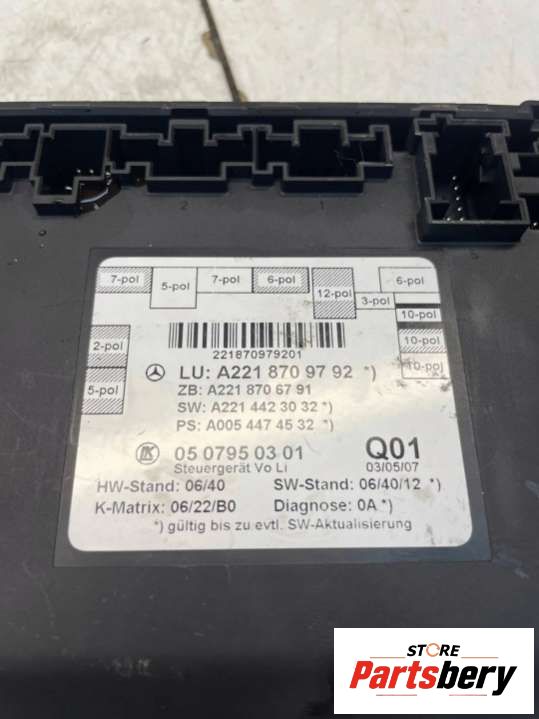 2
1
7-pol
5-pol
7-pol
6-pol
12-pol
3-pol
6-pol
10-pol
10-pol
10-pol
2-pol
5-pol
221870979201
LU: A221 870 97 92 *)
ZB: A221 870 67 91
SW: A221 442 30 32 *)
PS: A005 447 45 32 *)
LK 05 0795 03 01 Q01
Steuergerät Vo Li 03/05/07
HW-Stand: 06/40 SW-Stand: 06/40/12 *)
K-Matrix: 06/22/B0 Diagnose: 0A *)
*) gültig bis zu evtl. SW-Aktualisierung
STORE
Partsbery